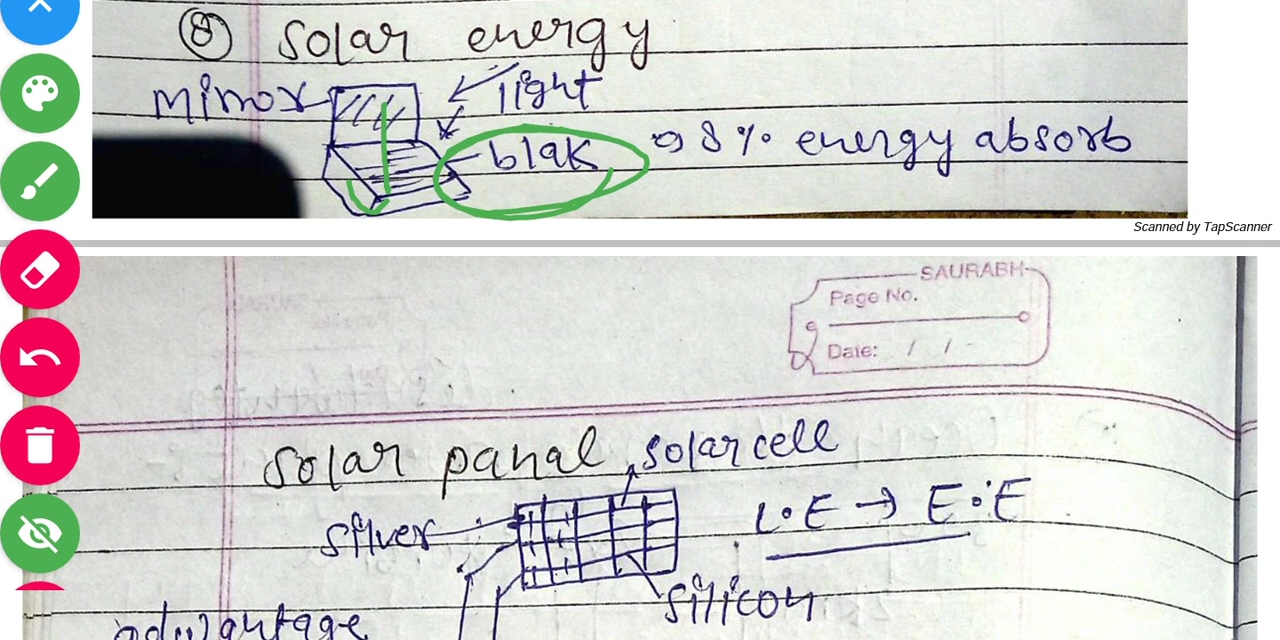 ⑧ Solar energy
mirror light
blak 98% energy absorb
Scanned by TapScanner
SAURABH
Page No.
Date: / /
Solar panal solar cell
Silver L.E → E.E
Silicon
advantage